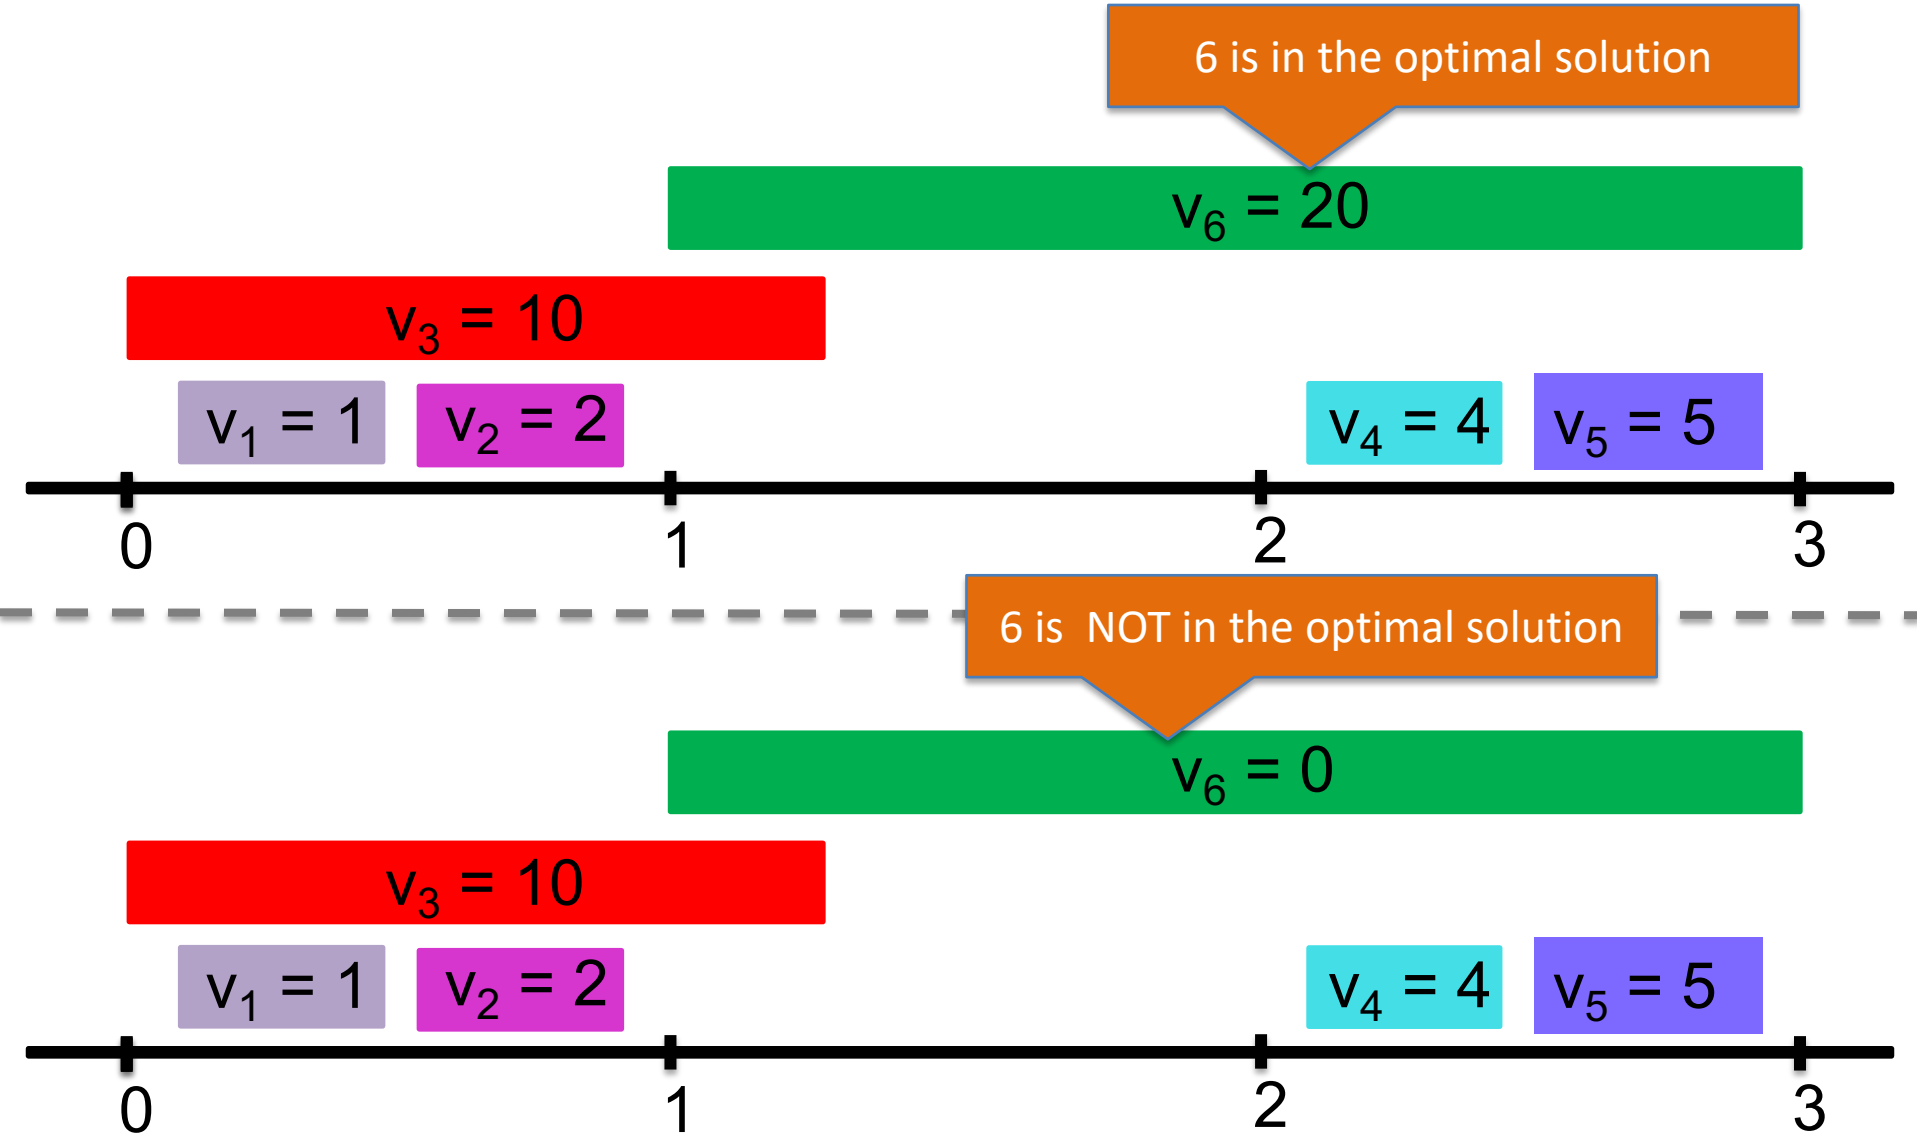 6 is in the optimal solution
v6 = 20
v3 = 10
v1 = 1 v2 = 2 v4 = 4 v5 = 5
0 1 2 3
6 is  NOT in the optimal solution
v6 = 0
v3 = 10
v1 = 1 v2 = 2 v4 = 4 v5 = 5
0 1 2 3